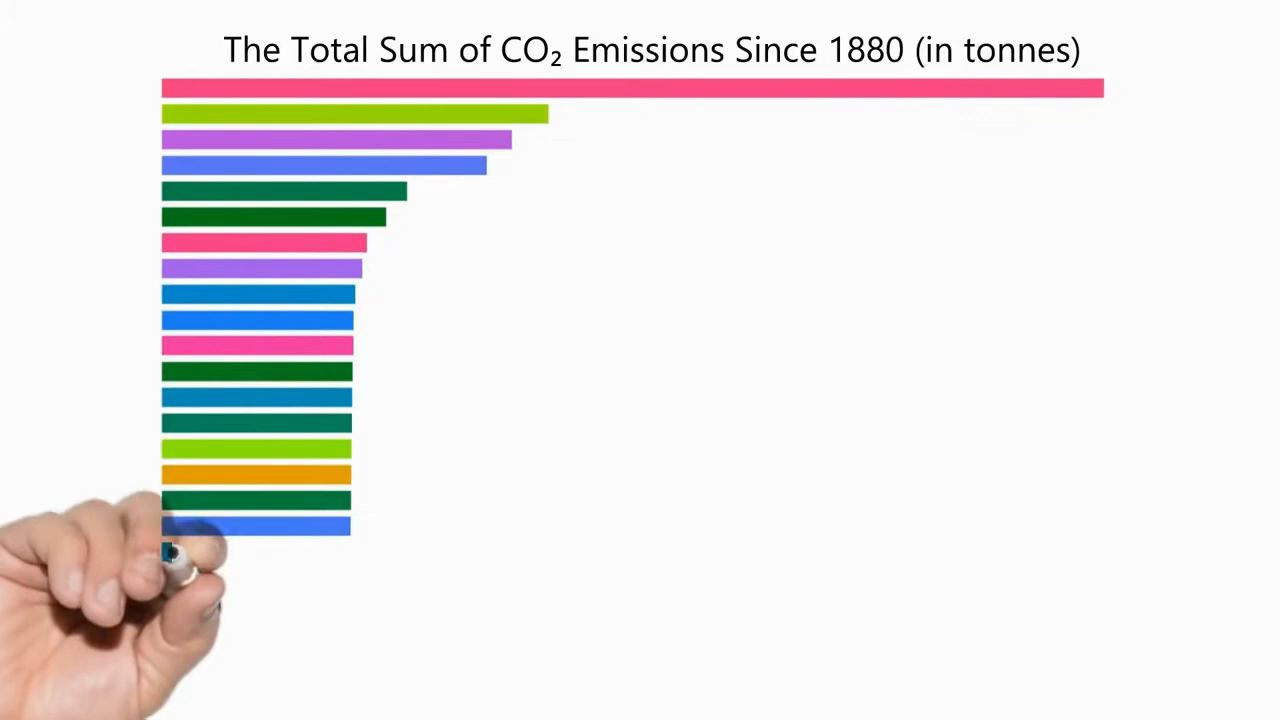 The Total Sum of CO₂ Emissions Since 1880 (in tonnes)